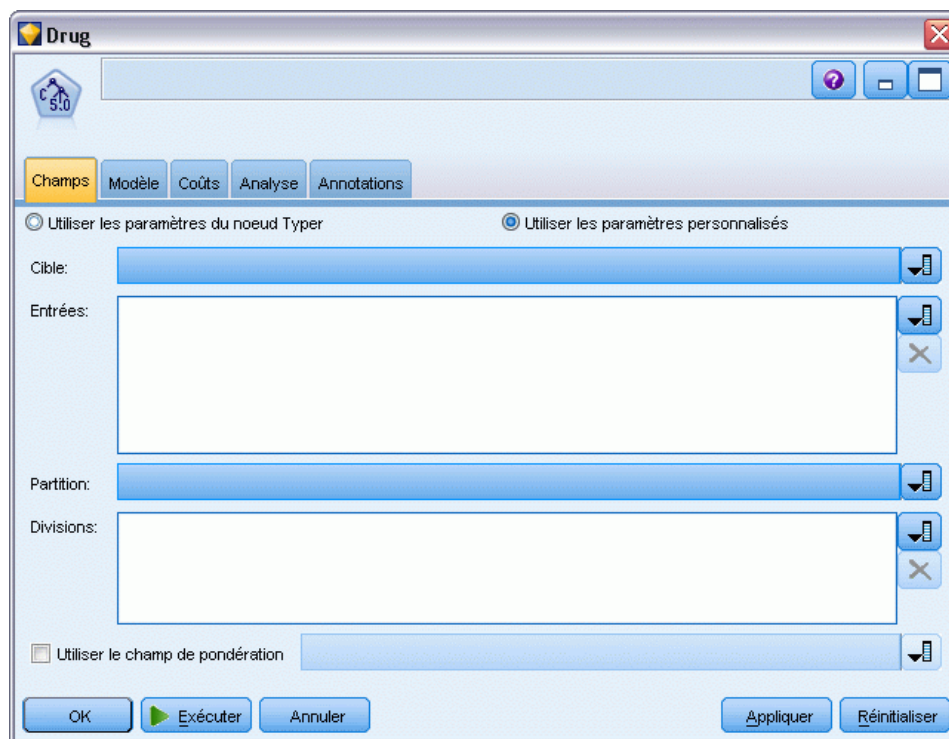 Drug
C 5.0
Champs Modèle Coûts Analyse Annotations
Utiliser les paramètres du noeud Typer Utiliser les paramètres personnalisés
Cible:
Entrées:
Partition:
Divisions:
Utiliser le champ de pondération
OK Exécuter Annuler Appliquer Réinitialiser